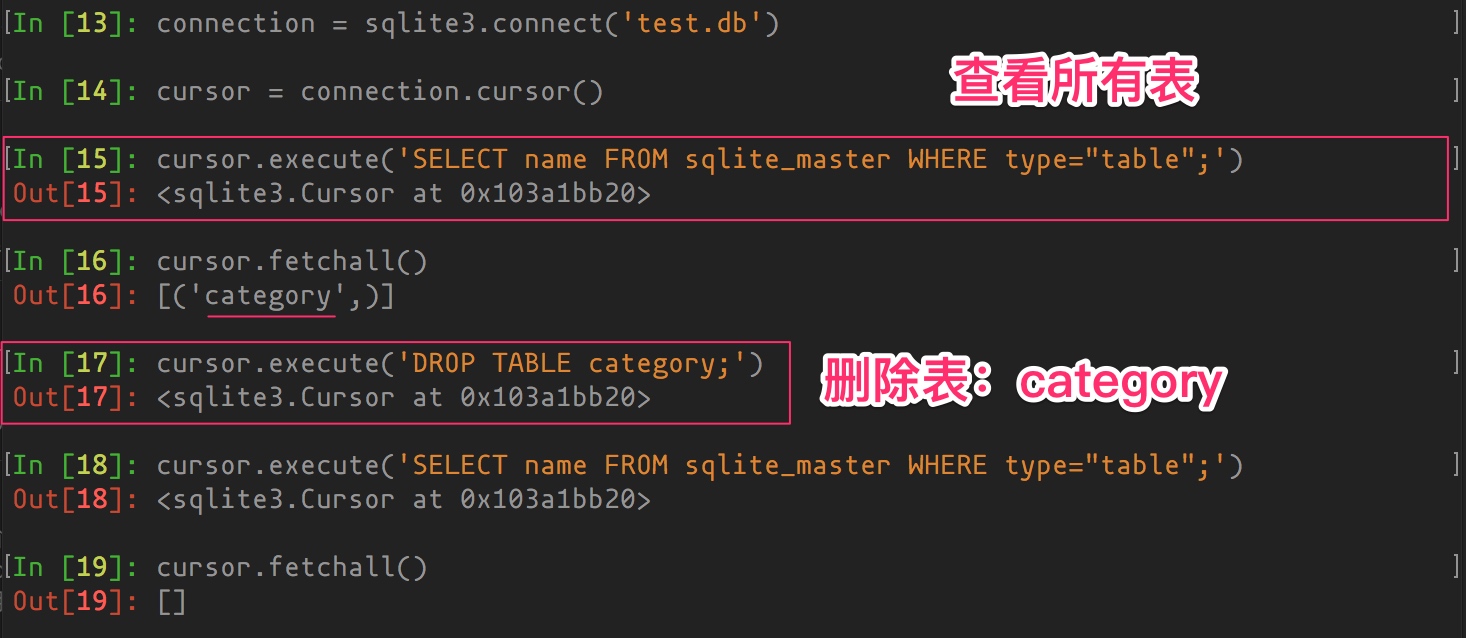 In [13]: connection = sqlite3.connect('test.db')
查看所有表
In [14]: cursor = connection.cursor()
In [15]: cursor.execute('SELECT name FROM sqlite_master WHERE type="table";')
Out[15]: <sqlite3.Cursor at 0x103a1bb20>
In [16]: cursor.fetchall()
Out[16]: [('category',)]
In [17]: cursor.execute('DROP TABLE category;')
删除表：category
Out[17]: <sqlite3.Cursor at 0x103a1bb20>
In [18]: cursor.execute('SELECT name FROM sqlite_master WHERE type="table";')
Out[18]: <sqlite3.Cursor at 0x103a1bb20>
In [19]: cursor.fetchall()
Out[19]: []